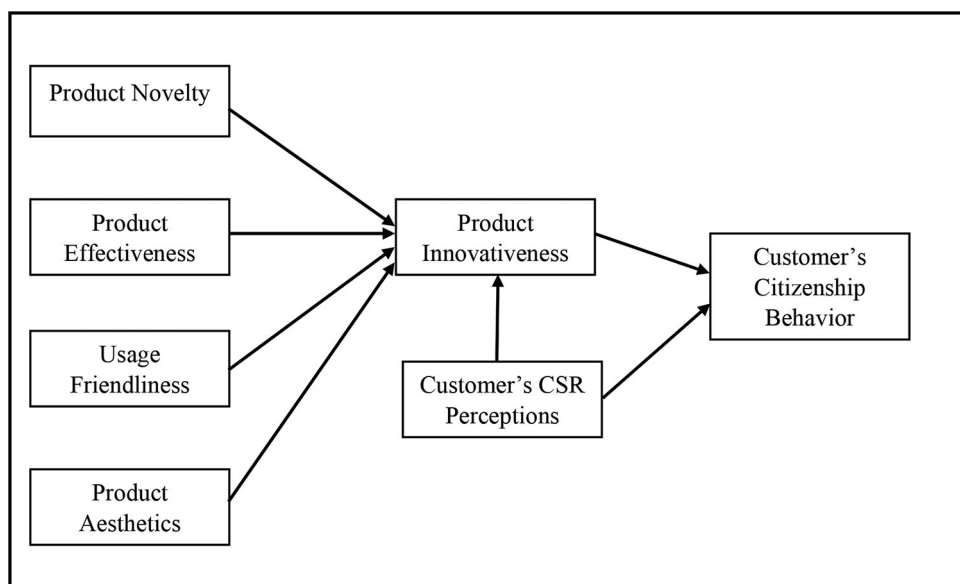 Product Novelty
Product
Effectiveness
Usage
Friendliness
Product
Aesthetics
Product
Innovativeness
Customer’s CSR
Perceptions
Customer’s
Citizenship
Behavior